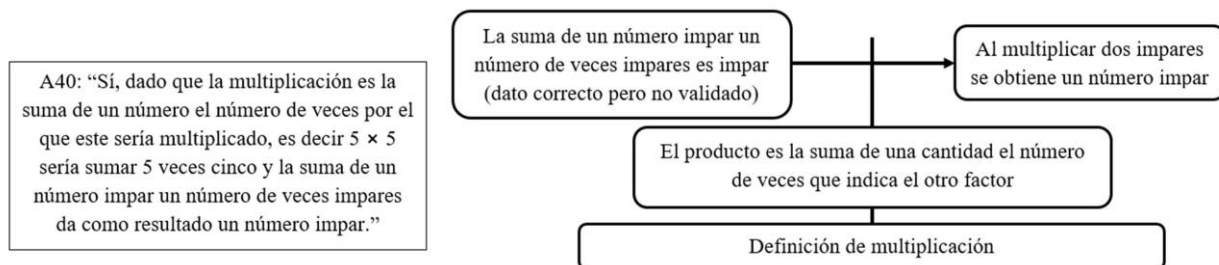 A40: “Sí, dado que la multiplicación es la
suma de un número el número de veces por el
que este sería multiplicado, es decir 5 × 5
sería sumar 5 veces cinco y la suma de un
número impar un número de veces impares
da como resultado un número impar.”
La suma de un número impar un
número de veces impares es impar
(dato correcto pero no validado)
Al multiplicar dos impares
se obtiene un número impar
El producto es la suma de una cantidad el número
de veces que indica el otro factor
Definición de multiplicación